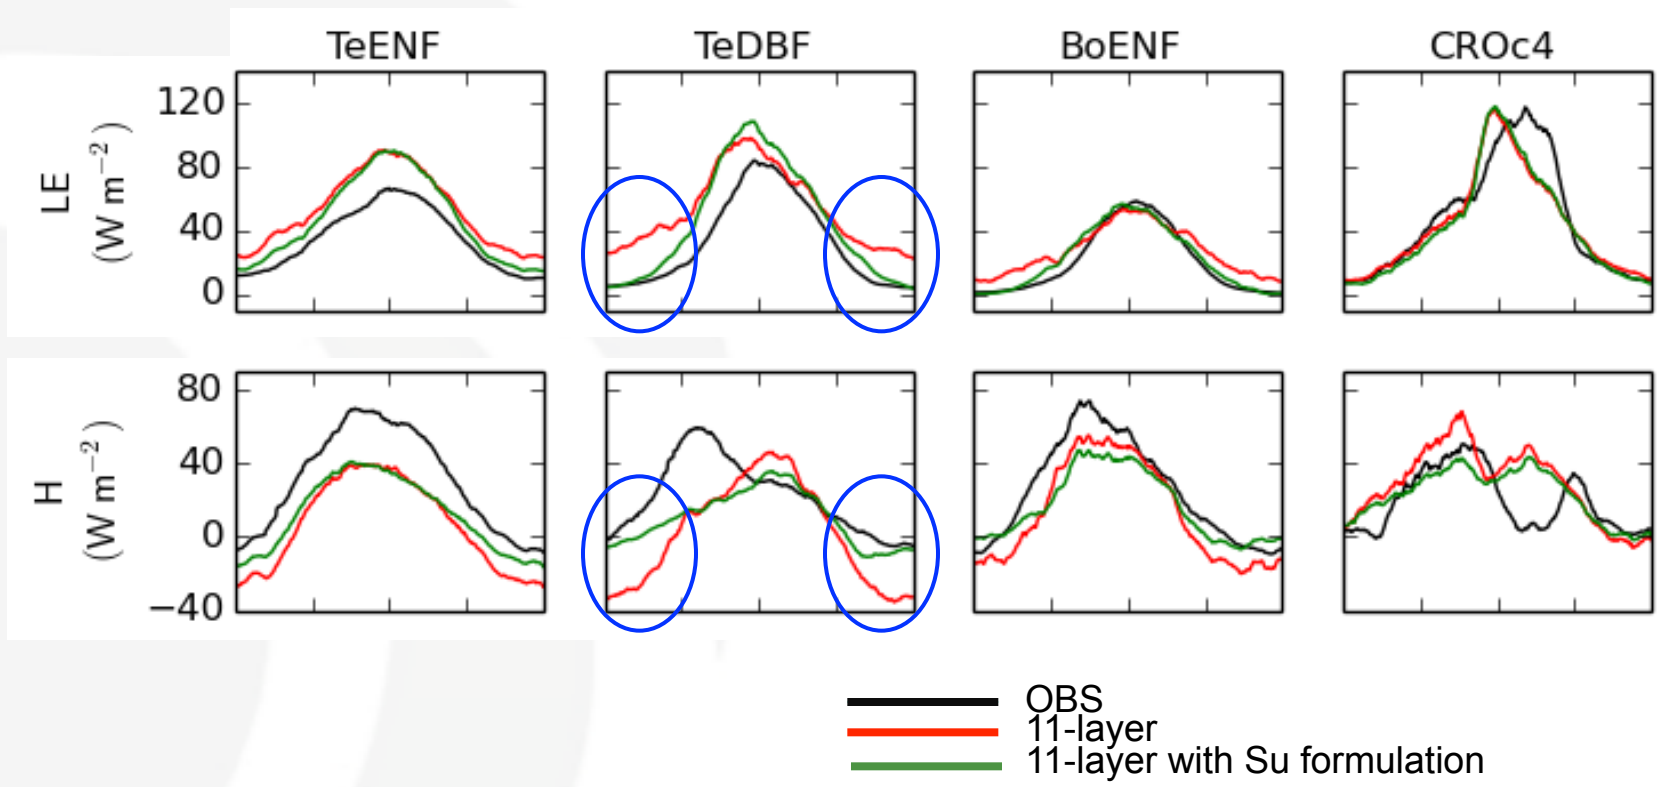 TeENF TeDBF BoENF CROc4
LE
(W m−2)
120
80
40
0
H
(W m−2)
80
40
0
−40
OBS
11-layer
11-layer with Su formulation